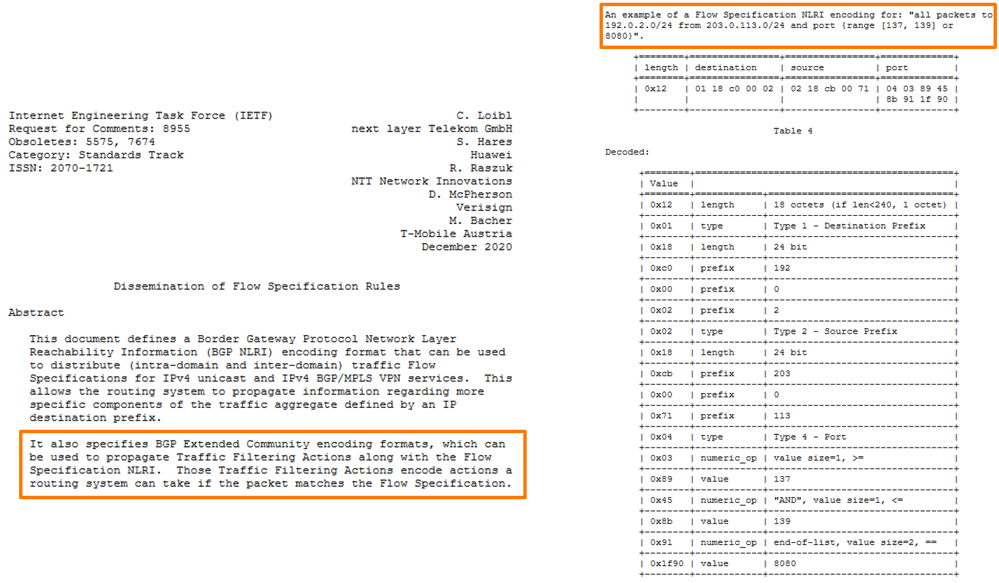 Internet Engineering Task Force (IETF)                          C. Loibl
Request for Comments: 8955                       next layer Telekom GmbH
Obsoletes: 5575, 7674                                           S. Hares
Category: Standards Track                                         Huawei
ISSN: 2070-1721                                                R. Raszuk
NTT Network Innovations
D. McPherson
Verisign
M. Bacher
T-Mobile Austria
December 2020
Dissemination of Flow Specification Rules
Abstract
This document defines a Border Gateway Protocol Network Layer
Reachability Information (BGP NLRI) encoding format that can be used
to distribute (intra-domain and inter-domain) traffic Flow
Specifications for IPv4 unicast and IPv4 BGP/MPLS VPN services.  This
allows the routing system to propagate information regarding more
specific components of the traffic aggregate defined by an IP
destination prefix.
It also specifies BGP Extended Community encoding formats, which can
be used to propagate Traffic Filtering Actions along with the Flow
Specification NLRI.  Those Traffic Filtering Actions encode actions a
routing system can take if the packet matches the Flow Specification.
An example of a Flow Specification NLRI encoding for: "all packets to
192.0.2.0/24 from 203.0.113.0/24 and port {range [137, 139] or
8080}".
| length | destination | source | port |
| 0x12 | 01 18 c0 00 02 | 02 18 cb 00 71 | 04 03 89 45 |
| | | | 8b 91 1f 90 |
Table 4
Decoded:
| Value | |
| 0x12 | length | 18 octets (if len<240, 1 octet) |
| 0x01 | type | Type 1 - Destination Prefix |
| 0x18 | length | 24 bit |
| 0xc0 | prefix | 192 |
| 0x00 | prefix | 0 |
| 0x02 | prefix | 2 |
| 0x02 | type | Type 2 - Source Prefix |
| 0x18 | length | 24 bit |
| 0xcb | prefix | 203 |
| 0x00 | prefix | 0 |
| 0x71 | prefix | 113 |
| 0x04 | type | Type 4 - Port |
| 0x03 | numeric_op | value size=1, >= |
| 0x89 | value | 137 |
| 0x45 | numeric_op | "AND", value size=1, <= |
| 0x8b | value | 139 |
| 0x91 | numeric_op | end-of-list, value size=2, == |
| 0x1f90 | value | 8080 |